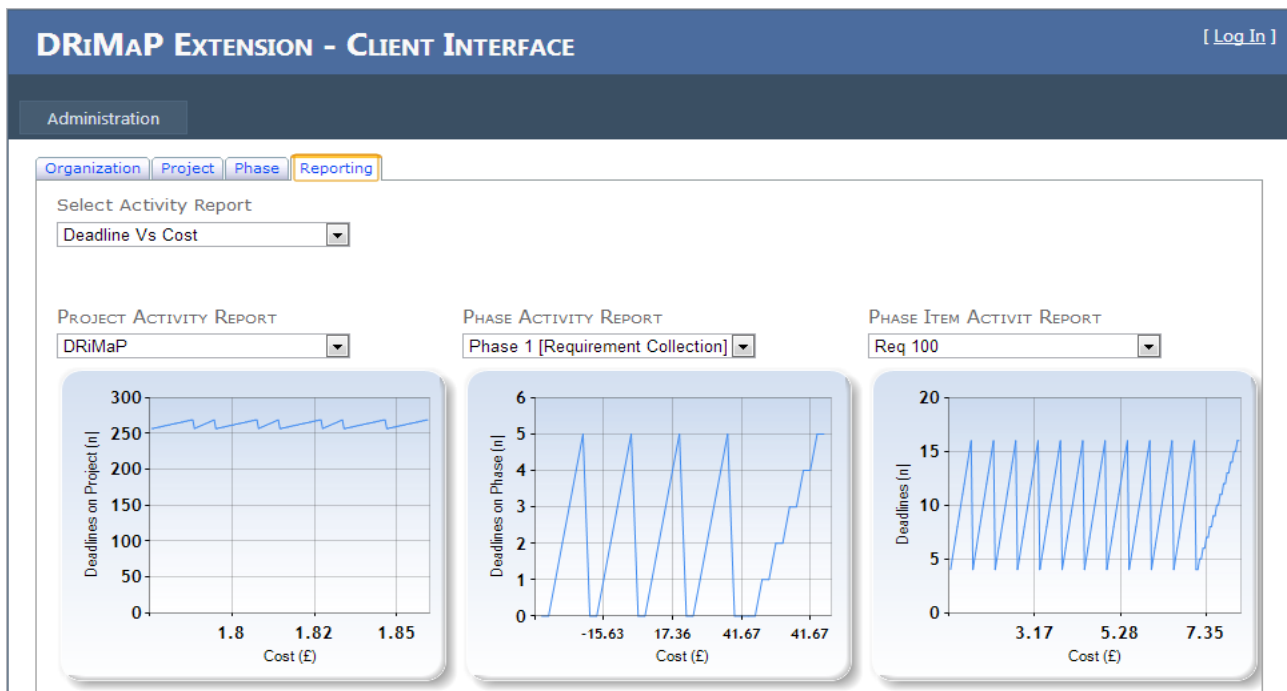 DRiMaP Extension - Client Interface
[ Log In ]
Administration
Organization Project Phase Reporting
Select Activity Report
Deadline Vs Cost
Project Activity Report
DRiMaP
300
250
200
150
100
50
0
Deadlines on Project (n|
1.8 1.82 1.85
Cost (£)
Phase Activity Report
Phase 1 [Requirement Collection]
6
5
4
3
2
1
0
Deadlines on Phase (n|
-15.63 17.36 41.67 41.67
Cost (£)
Phase Item Activit Report
Req 100
20
15
10
5
0
Deadlines (n|
3.17 5.28 7.35
Cost (£)